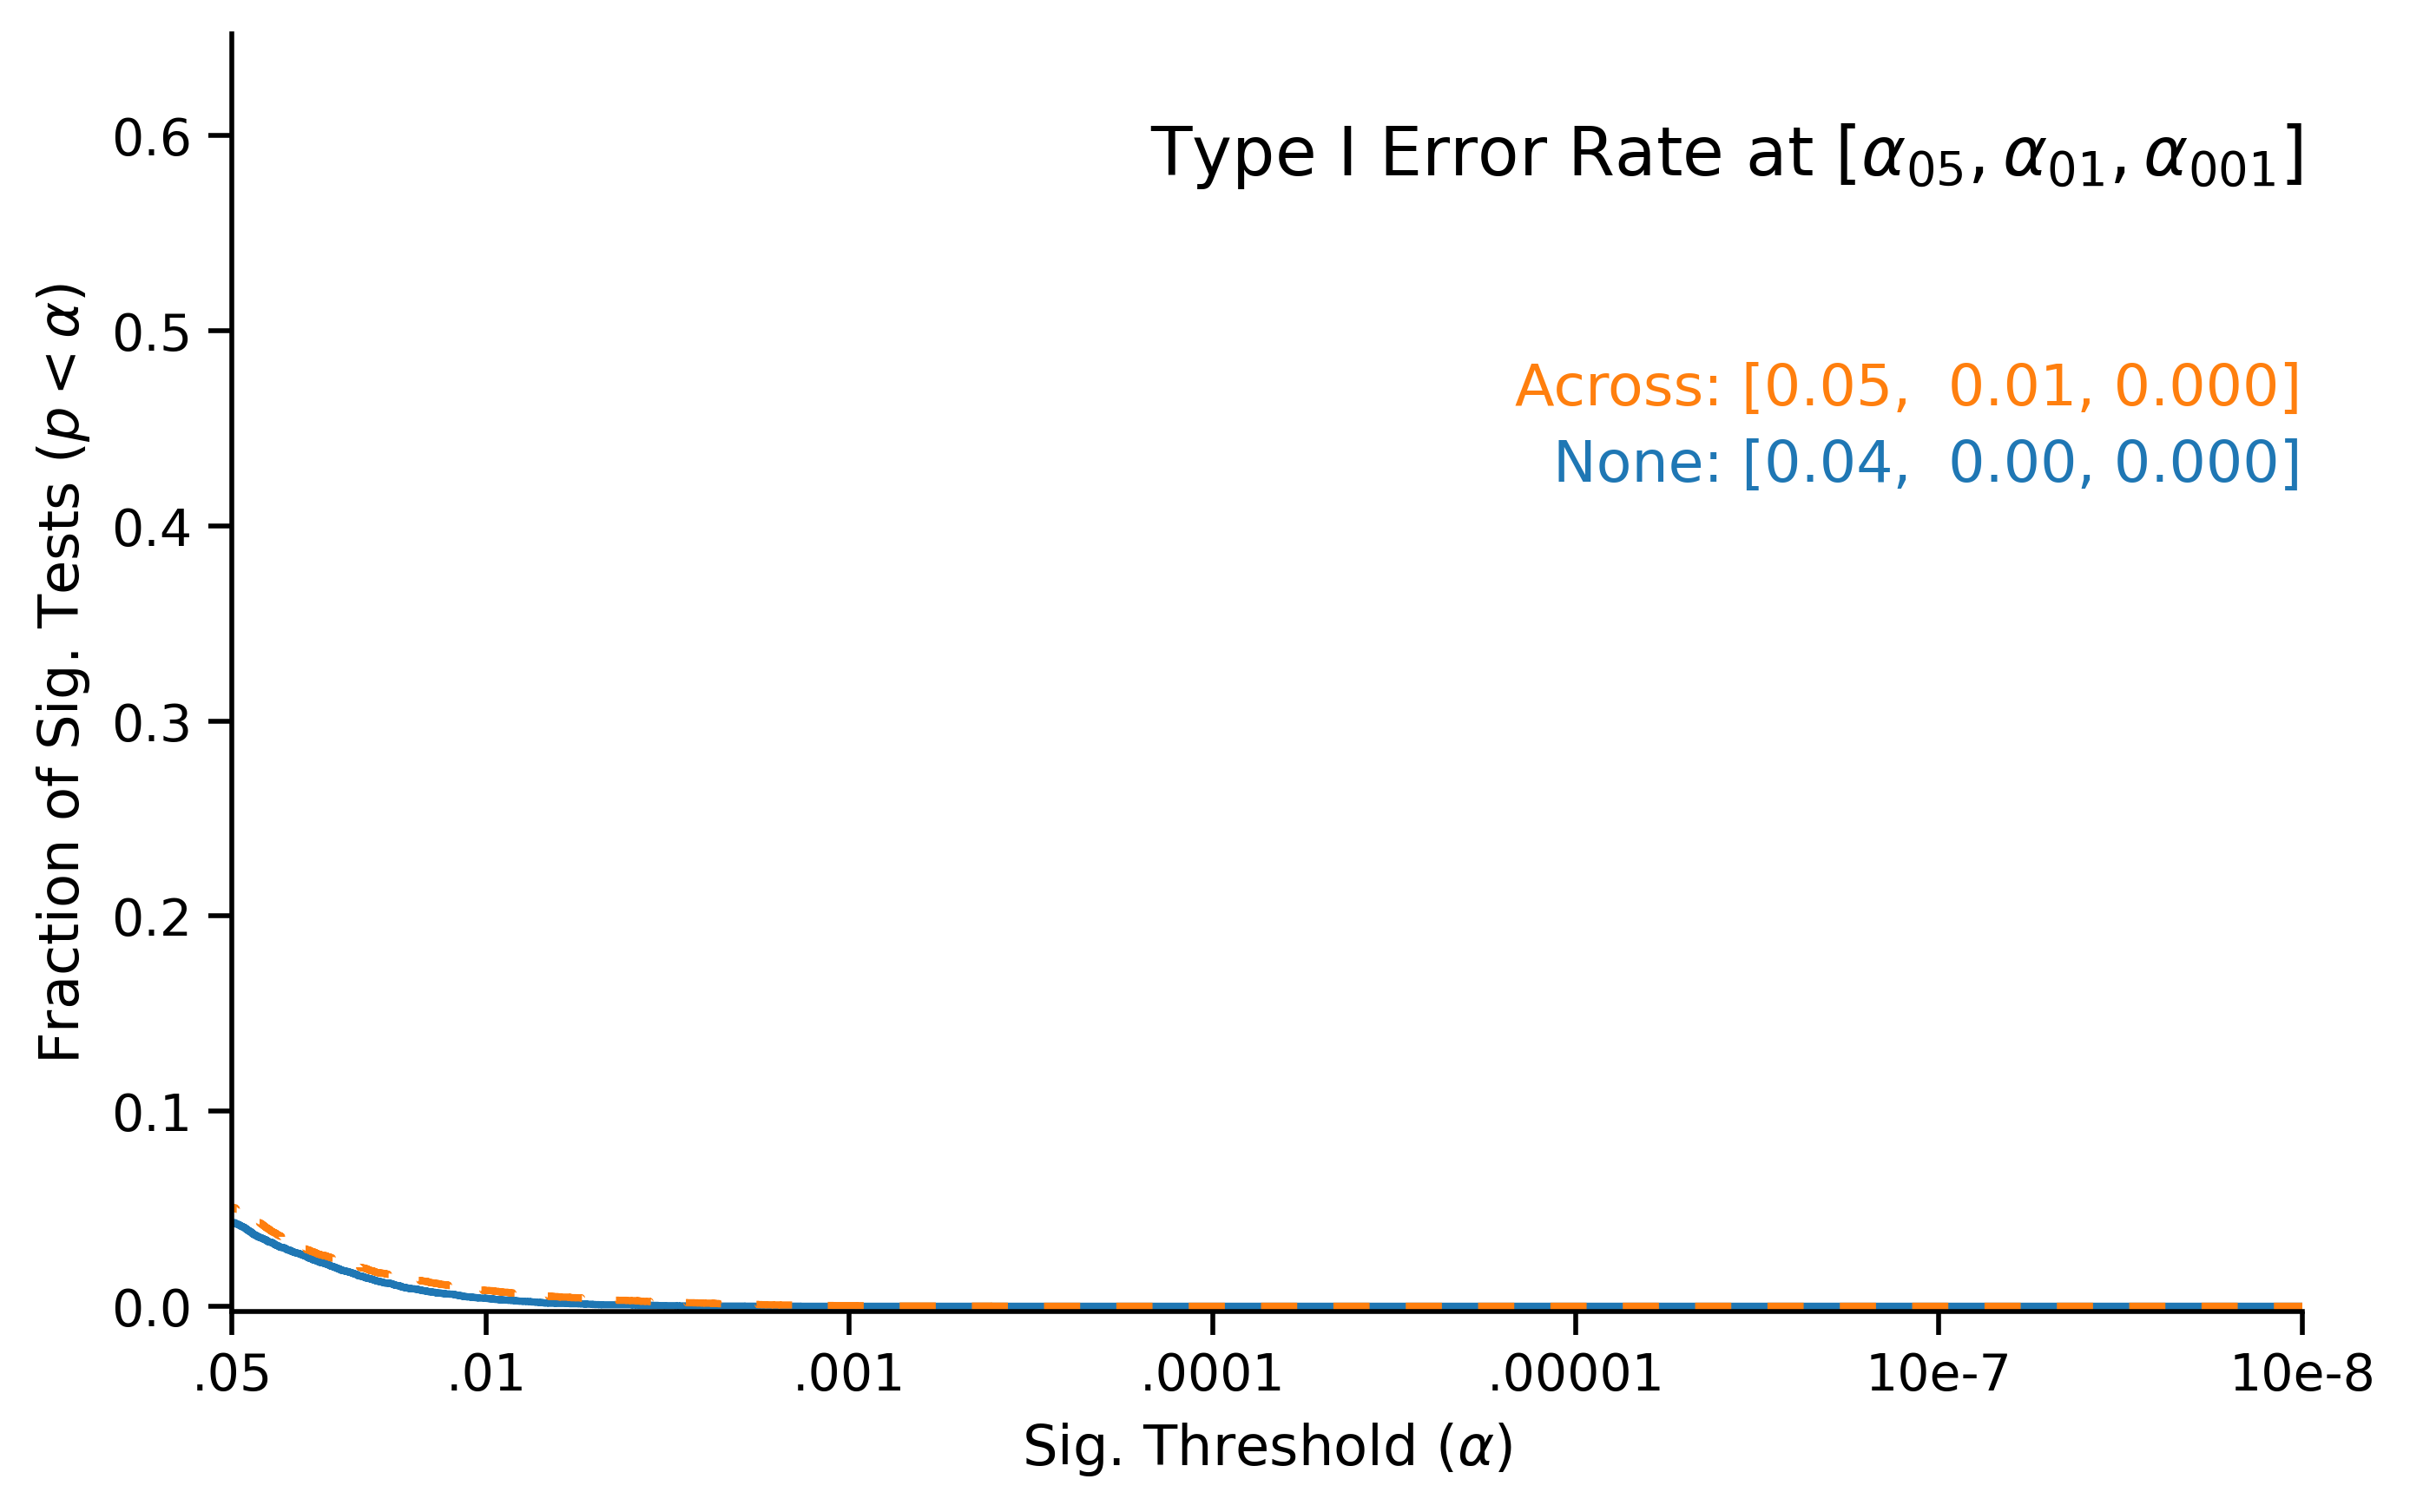 Type I Error Rate at [α05, α01, α001]
Across: [0.05,  0.01, 0.000]
None: [0.04,  0.00, 0.000]
Fraction of Sig. Tests (p < α)
0.6
0.5
0.4
0.3
0.2
0.1
0.0
.05 .01 .001 .0001 .00001 10e-7 10e-8
Sig. Threshold (α)